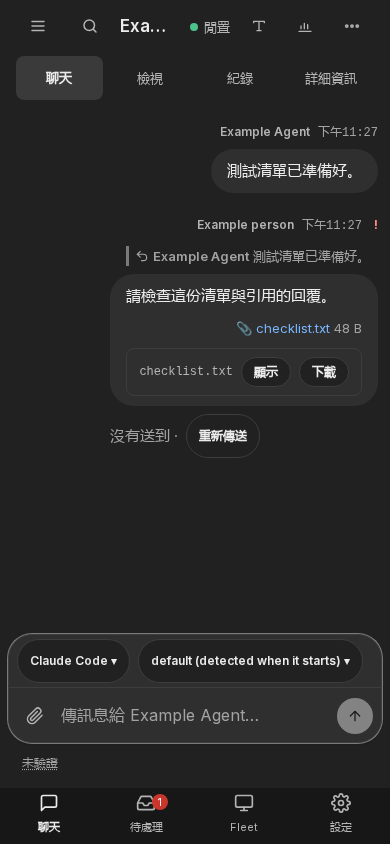 Exa… 閒置
聊天 檢視 紀錄 詳細資訊
Example Agent 下午11:27
測試清單已準備好。
Example person 下午11:27 !
Example Agent 測試清單已準備好。
請檢查這份清單與引用的回覆。
checklist.txt 48 B
checklist.txt 顯示 下載
沒有送到 · 重新傳送
Claude Code ▾ default (detected when it starts) ▾
傳訊息給 Example Agent…
未驗證
1
聊天 待處理 Fleet 設定